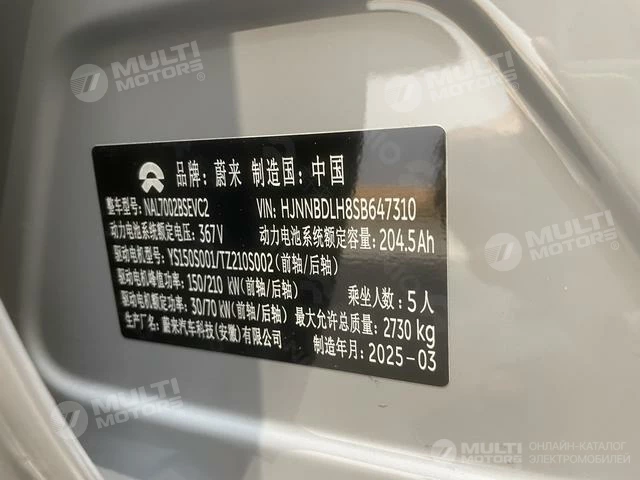 MULTI MOTORS
MULTI MOTORS
品牌: 蔚来 制造国: 中国
整车型号: NAL7002BSEVC2 VIN: HJNNBDLH8SB647310
动力电池系统额定电压: 367V 动力电池系统额定容量: 204.5Ah
驱动电机型号: YS150S001/TZ210S002(前轴/后轴)
驱动电机峰值功率: 150/210 kW(前轴/后轴) 乘坐人数: 5人
驱动电机额定功率: 30/70 kW(前轴/后轴) 最大允许总质量: 2730 kg
生产厂名: 蔚来汽车科技(安徽)有限公司 制造年月: 2025-03
MULTI MOTORS
MULTI MOTORS
MULTI MOTORS ОНЛАЙН-КАТАЛОГ ЭЛЕКТРОМОБИЛЕЙ